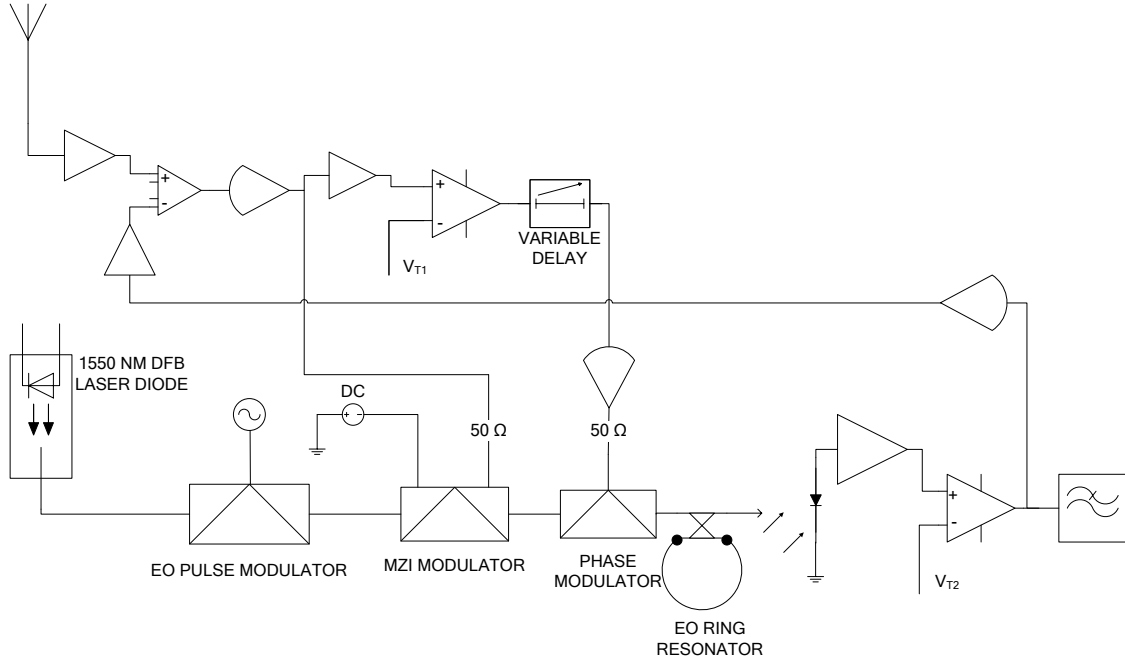 +
-
+
-
VARIABLE
DELAY
VT1
1550 NM DFB
LASER DIODE
DC
+ -
50 Ω
50 Ω
+
-
EO PULSE MODULATOR
MZI MODULATOR
PHASE
MODULATOR
VT2
EO RING
RESONATOR